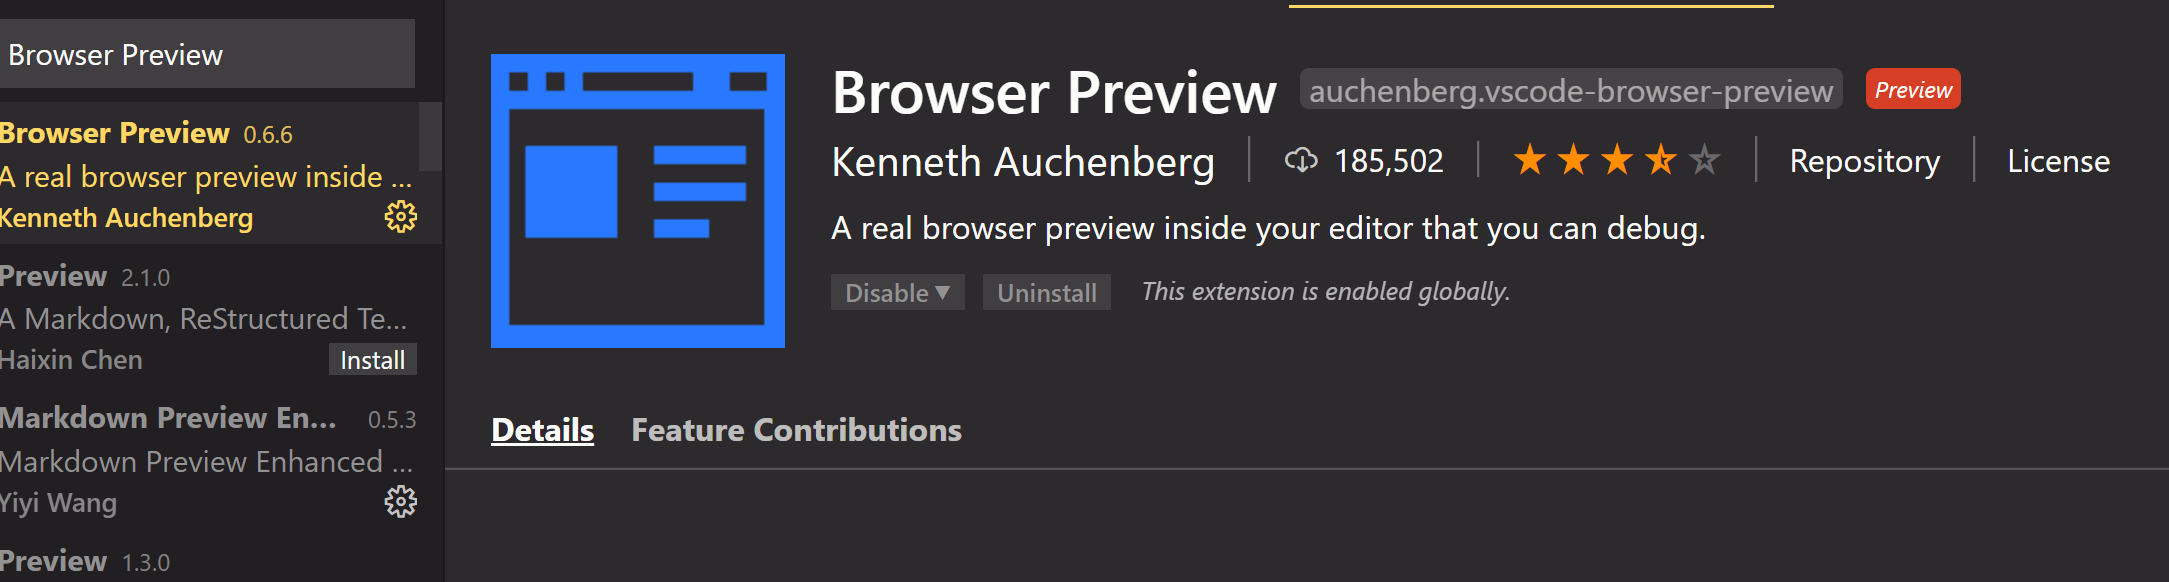 Browser Preview
Browser Preview 0.6.6
A real browser preview inside ...
Kenneth Auchenberg
Preview 2.1.0
A Markdown, ReStructured Te...
Haixin Chen Install
Markdown Preview En... 0.5.3
Markdown Preview Enhanced ...
Yiyi Wang
Preview 1.3.0
Browser Preview auchenberg.vscode-browser-preview Preview
Kenneth Auchenberg 185,502 Repository License
A real browser preview inside your editor that you can debug.
Disable Uninstall This extension is enabled globally.
Details Feature Contributions